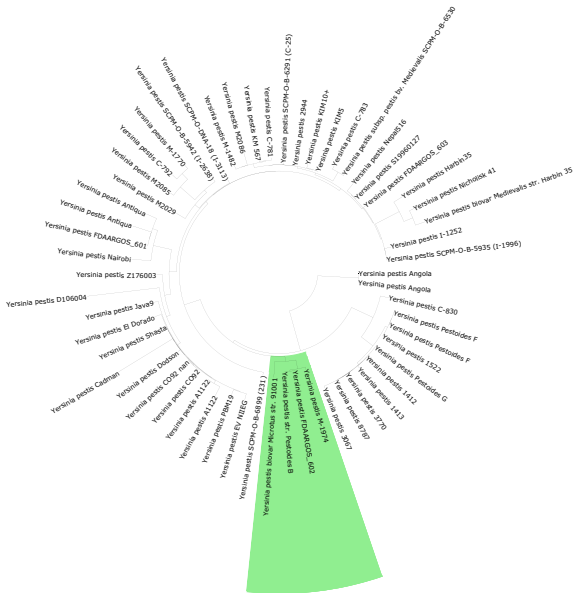 Yersinia pestis subsp. pestis bv. Medievalis SCPM-O-B-6530
Yersinia pestis C-783
Yersinia pestis Nepal516
Yersinia pestis S19960127
Yersinia pestis FDAARGOS_603
Yersinia pestis Harbin35
Yersinia pestis Nicholisk 41
Yersinia pestis biovar Medievalis str. Harbin 35
Yersinia pestis I-1252
Yersinia pestis SCPM-O-B-5935 (I-1996)
Yersinia pestis Angola
Yersinia pestis Angola
Yersinia pestis C-830
Yersinia pestis Pestoides F
Yersinia pestis Pestoides F
Yersinia pestis 1522
Yersinia pestis Pestoides G
Yersinia pestis 1412
Yersinia pestis 1413
Yersinia pestis 3770
Yersinia pestis 8787
Yersinia pestis 3067
Yersinia pestis M-1974
Yersinia pestis FDAARGOS_602
Yersinia pestis str. Pestoides B
Yersinia pestis biovar Microtus str. 91001
Yersinia pestis SCPM-O-B-6899 (231)
Yersinia pestis EV NIIEG
Yersinia pestis PBM19
Yersinia pestis A1122
Yersinia pestis A1122
Yersinia pestis CO92
Yersinia pestis CO92_nan
Yersinia pestis Dodson
Yersinia pestis Cadman
Yersinia pestis Shasta
Yersinia pestis El Dorado
Yersinia pestis Java9
Yersinia pestis D106004
Yersinia pestis Z176003
Yersinia pestis Nairobi
Yersinia pestis FDAARGOS_601
Yersinia pestis Antiqua
Yersinia pestis Antiqua
Yersinia pestis M2029
Yersinia pestis M2085
Yersinia pestis C-792
Yersinia pestis M-1770
Yersinia pestis SCPM-O-B-5942 (I-2638)
Yersinia pestis SCPM-O-DNA-18 (I-3113)
Yersinia pestis M-1482
Yersinia pestis M2086
Yersinia pestis KM 567
Yersinia pestis C-781
Yersinia pestis SCPM-O-B-6291 (C-25)
Yersinia pestis 2944
Yersinia pestis KIM10+
Yersinia pestis KIM5